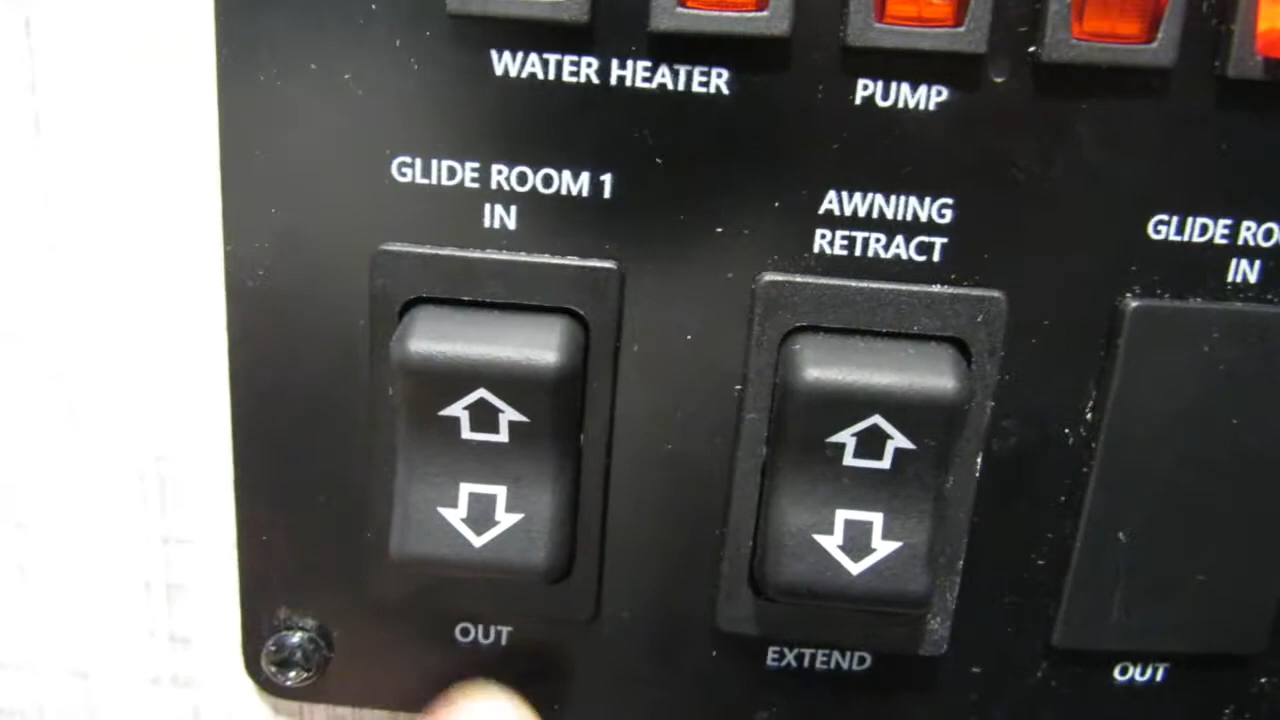 WATER HEATER
PUMP
GLIDE ROOM 1
IN
AWNING
RETRACT
GLIDE RO
IN
OUT
EXTEND
OUT